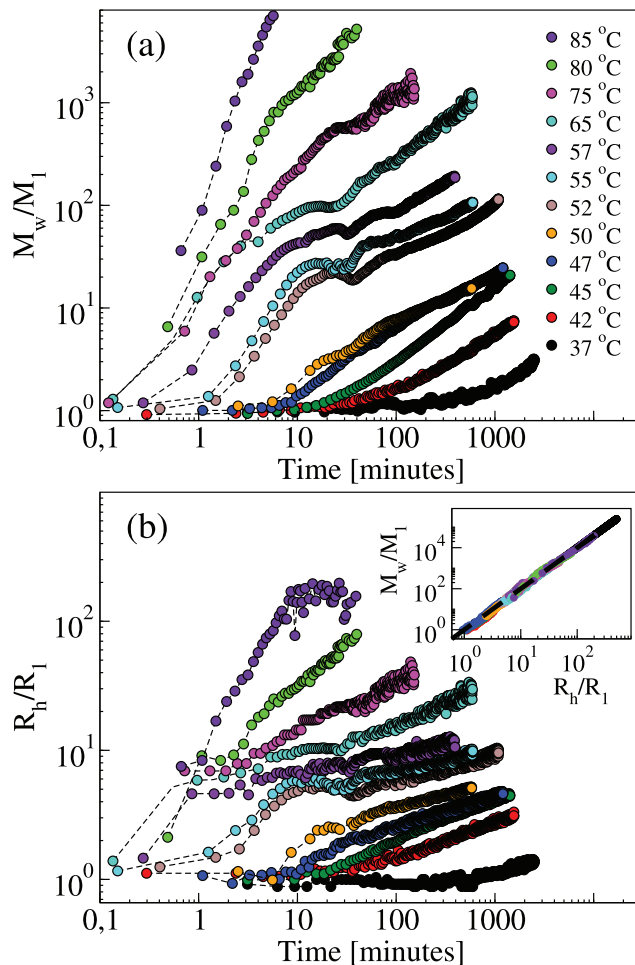 (a)
M_w/M_1
10^3
10^2
10^1
10^0
85 °C
80 °C
75 °C
65 °C
57 °C
55 °C
52 °C
50 °C
47 °C
45 °C
42 °C
37 °C
0,1 1 10 100 1000
Time [minutes]
(b)
R_h/R_1
10^2
10^1
10^0
M_w/M_1
10^4
10^2
10^0
10^0 10^1 10^2
R_h/R_1
0,1 1 10 100 1000
Time [minutes]